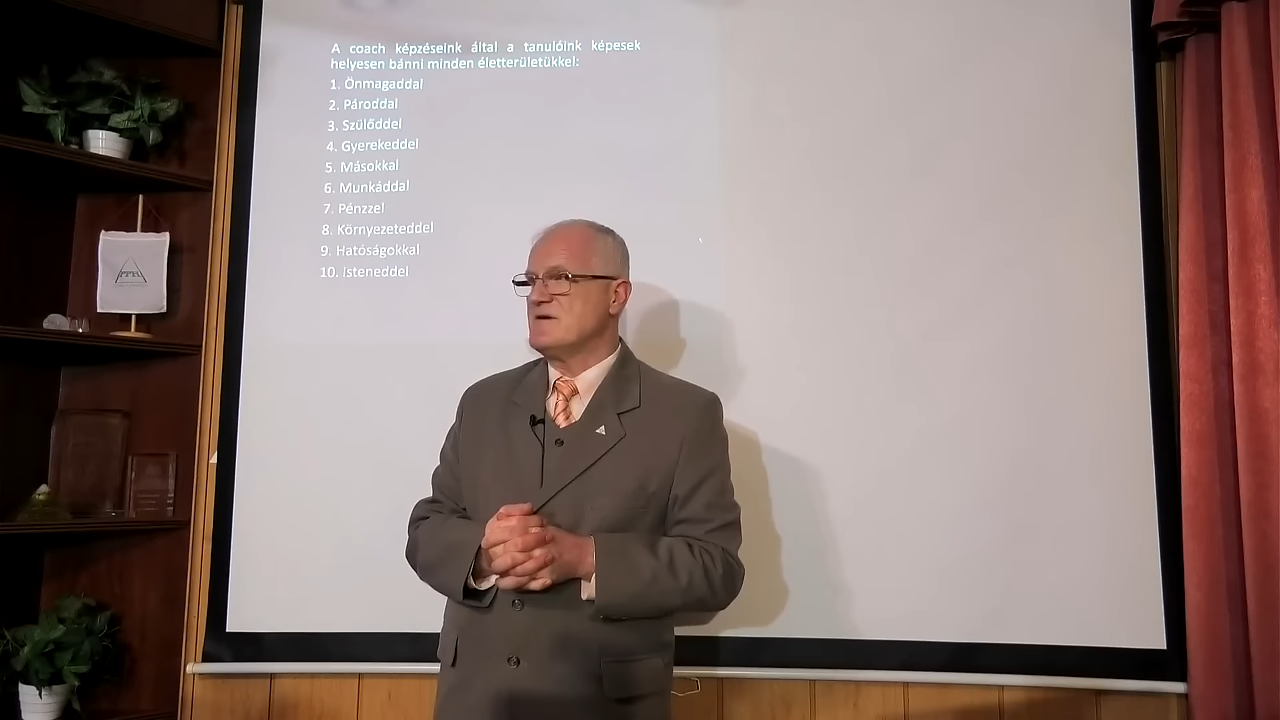 A coach képzéseink által a tanulóink képesek
helyesen bánni minden életterületükkel:
1. Önmagaddal
2. Pároddal
3. Szülőddel
4. Gyerekeddel
5. Másokkal
6. Munkáddal
7. Pénzzel
8. Környezeteddel
9. Hatóságokkal
10. Isteneddel